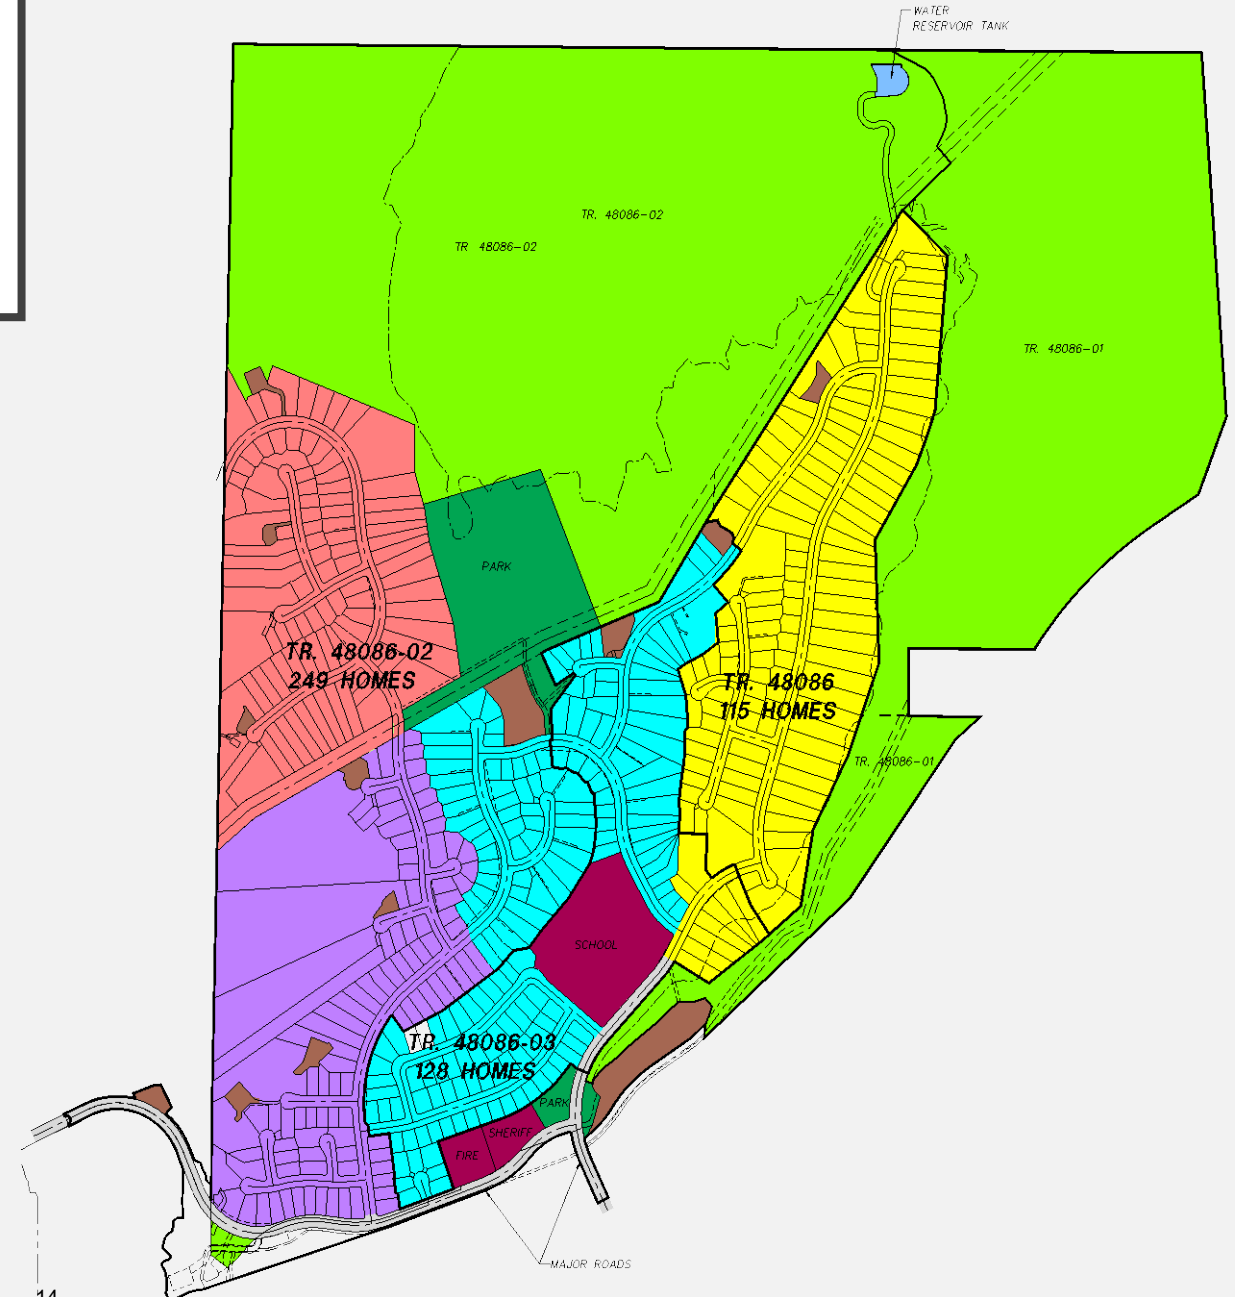 WATER
RESERVOIR TANK
TR. 48086-02
TR 48086-02
TR. 48086-01
PARK
TR. 48086-02
249 HOMES
TR. 48086
115 HOMES
TR. 48086-01
SCHOOL
TR. 48086-03
128 HOMES
PARK
SHERIFF
FIRE
MAJOR ROADS
14